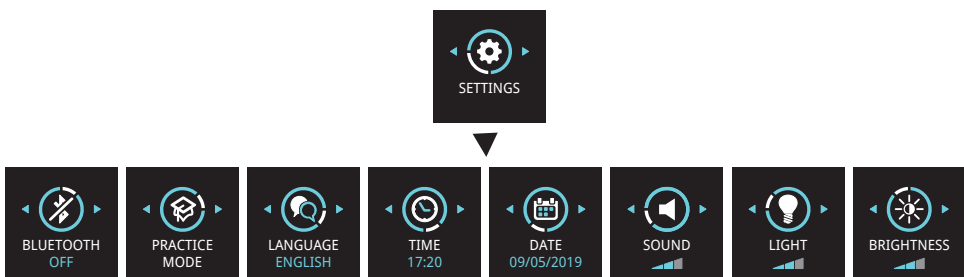 SETTINGS
BLUETOOTH
OFF
PRACTICE
MODE
LANGUAGE
ENGLISH
TIME
17:20
DATE
09/05/2019
SOUND
LIGHT
BRIGHTNESS